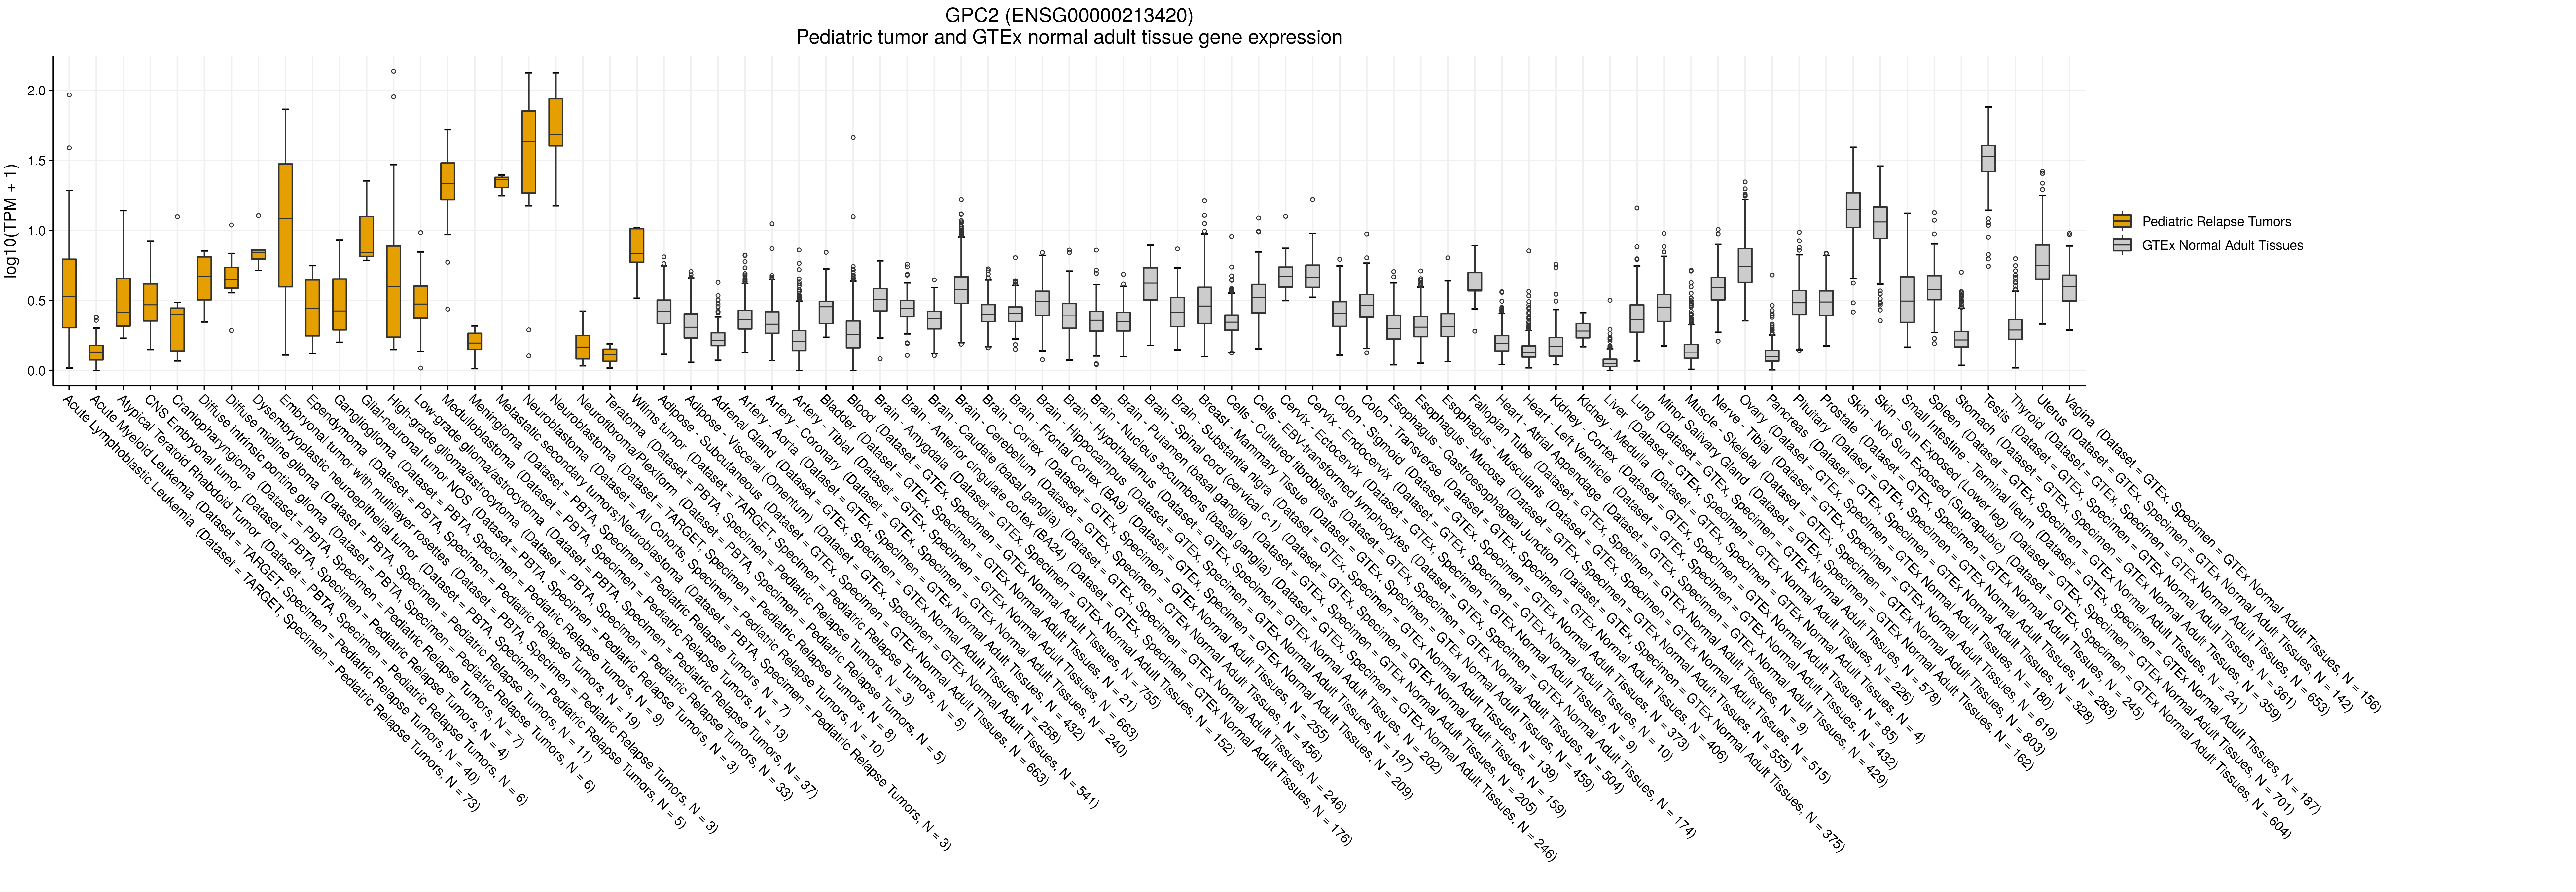 GPC2 (ENSG00000213420)
Pediatric tumor and GTEx normal adult tissue gene expression
log10(TPM + 1)
2.0
1.5
1.0
0.5
0.0
Pediatric Relapse Tumors
GTEx Normal Adult Tissues
Acute Lymphoblastic Leukemia (Dataset = TARGET, Specimen = Pediatric Relapse Tumors, N = 73)
Acute Myeloid Leukemia (Dataset = TARGET, Specimen = Pediatric Relapse Tumors, N = 40)
Atypical Teratoid Rhabdoid Tumor (Dataset = PBTA, Specimen = Pediatric Relapse Tumors, N = 6)
CNS Embryonal tumor (Dataset = PBTA, Specimen = Pediatric Relapse Tumors, N = 4)
Craniopharyngioma (Dataset = PBTA, Specimen = Pediatric Relapse Tumors, N = 7)
Diffuse intrinsic pontine glioma (Dataset = PBTA, Specimen = Pediatric Relapse Tumors, N = 6)
Diffuse midline glioma (Dataset = PBTA, Specimen = Pediatric Relapse Tumors, N = 11)
Dysembryoplastic neuroepithelial tumor (Dataset = PBTA, Specimen = Pediatric Relapse Tumors, N = 5)
Embryonal tumor with multilayer rosettes (Dataset = PBTA, Specimen = Pediatric Relapse Tumors, N = 3)
Ependymoma (Dataset = PBTA, Specimen = Pediatric Relapse Tumors, N = 19)
Ganglioglioma (Dataset = PBTA, Specimen = Pediatric Relapse Tumors, N = 9)
Glial-neuronal tumor NOS (Dataset = PBTA, Specimen = Pediatric Relapse Tumors, N = 3)
High-grade glioma/astrocytoma (Dataset = PBTA, Specimen = Pediatric Relapse Tumors, N = 33)
Low-grade glioma/astrocytoma (Dataset = PBTA, Specimen = Pediatric Relapse Tumors, N = 37)
Medulloblastoma (Dataset = PBTA, Specimen = Pediatric Relapse Tumors, N = 13)
Meningioma (Dataset = PBTA, Specimen = Pediatric Relapse Tumors, N = 7)
Metastatic secondary tumors;Neuroblastoma (Dataset = PBTA, Specimen = Pediatric Relapse Tumors, N = 3)
Neuroblastoma (Dataset = All Cohorts, Specimen = Pediatric Relapse Tumors, N = 10)
Neuroblastoma (Dataset = TARGET, Specimen = Pediatric Relapse Tumors, N = 8)
Neurofibroma/Plexiform (Dataset = PBTA, Specimen = Pediatric Relapse Tumors, N = 5)
Teratoma (Dataset = PBTA, Specimen = Pediatric Relapse Tumors, N = 3)
Wilms tumor (Dataset = TARGET, Specimen = Pediatric Relapse Tumors, N = 5)
Adipose - Subcutaneous (Dataset = GTEx, Specimen = GTEx Normal Adult Tissues, N = 663)
Adipose - Visceral (Omentum) (Dataset = GTEx, Specimen = GTEx Normal Adult Tissues, N = 541)
Adrenal Gland (Dataset = GTEx, Specimen = GTEx Normal Adult Tissues, N = 258)
Artery - Aorta (Dataset = GTEx, Specimen = GTEx Normal Adult Tissues, N = 432)
Artery - Coronary (Dataset = GTEx, Specimen = GTEx Normal Adult Tissues, N = 240)
Artery - Tibial (Dataset = GTEx, Specimen = GTEx Normal Adult Tissues, N = 663)
Bladder (Dataset = GTEx, Specimen = GTEx Normal Adult Tissues, N = 21)
Blood (Dataset = GTEx, Specimen = GTEx Normal Adult Tissues, N = 755)
Brain - Amygdala (Dataset = GTEx, Specimen = GTEx Normal Adult Tissues, N = 152)
Brain - Anterior cingulate cortex (BA24) (Dataset = GTEx, Specimen = GTEx Normal Adult Tissues, N = 176)
Brain - Caudate (basal ganglia) (Dataset = GTEx, Specimen = GTEx Normal Adult Tissues, N = 246)
Brain - Cerebellum (Dataset = GTEx, Specimen = GTEx Normal Adult Tissues, N = 456)
Brain - Cortex (Dataset = GTEx, Specimen = GTEx Normal Adult Tissues, N = 255)
Brain - Frontal Cortex (BA9) (Dataset = GTEx, Specimen = GTEx Normal Adult Tissues, N = 209)
Brain - Hippocampus (Dataset = GTEx, Specimen = GTEx Normal Adult Tissues, N = 197)
Brain - Hypothalamus (Dataset = GTEx, Specimen = GTEx Normal Adult Tissues, N = 202)
Brain - Nucleus accumbens (basal ganglia) (Dataset = GTEx, Specimen = GTEx Normal Adult Tissues, N = 246)
Brain - Putamen (basal ganglia) (Dataset = GTEx, Specimen = GTEx Normal Adult Tissues, N = 205)
Brain - Spinal cord (cervical c-1) (Dataset = GTEx, Specimen = GTEx Normal Adult Tissues, N = 159)
Brain - Substantia nigra (Dataset = GTEx, Specimen = GTEx Normal Adult Tissues, N = 139)
Breast - Mammary Tissue (Dataset = GTEx, Specimen = GTEx Normal Adult Tissues, N = 459)
Cells - Cultured fibroblasts (Dataset = GTEx, Specimen = GTEx Normal Adult Tissues, N = 504)
Cells - EBV-transformed lymphocytes (Dataset = GTEx, Specimen = GTEx Normal Adult Tissues, N = 174)
Cervix - Ectocervix (Dataset = GTEx, Specimen = GTEx Normal Adult Tissues, N = 9)
Cervix - Endocervix (Dataset = GTEx, Specimen = GTEx Normal Adult Tissues, N = 10)
Colon - Sigmoid (Dataset = GTEx, Specimen = GTEx Normal Adult Tissues, N = 373)
Colon - Transverse (Dataset = GTEx, Specimen = GTEx Normal Adult Tissues, N = 406)
Esophagus - Gastroesophageal Junction (Dataset = GTEx, Specimen = GTEx Normal Adult Tissues, N = 375)
Esophagus - Mucosa (Dataset = GTEx, Specimen = GTEx Normal Adult Tissues, N = 555)
Esophagus - Muscularis (Dataset = GTEx, Specimen = GTEx Normal Adult Tissues, N = 515)
Fallopian Tube (Dataset = GTEx, Specimen = GTEx Normal Adult Tissues, N = 9)
Heart - Atrial Appendage (Dataset = GTEx, Specimen = GTEx Normal Adult Tissues, N = 429)
Heart - Left Ventricle (Dataset = GTEx, Specimen = GTEx Normal Adult Tissues, N = 432)
Kidney - Cortex (Dataset = GTEx, Specimen = GTEx Normal Adult Tissues, N = 85)
Kidney - Medulla (Dataset = GTEx, Specimen = GTEx Normal Adult Tissues, N = 4)
Liver (Dataset = GTEx, Specimen = GTEx Normal Adult Tissues, N = 226)
Lung (Dataset = GTEx, Specimen = GTEx Normal Adult Tissues, N = 578)
Minor Salivary Gland (Dataset = GTEx, Specimen = GTEx Normal Adult Tissues, N = 162)
Muscle - Skeletal (Dataset = GTEx, Specimen = GTEx Normal Adult Tissues, N = 803)
Nerve - Tibial (Dataset = GTEx, Specimen = GTEx Normal Adult Tissues, N = 619)
Ovary (Dataset = GTEx, Specimen = GTEx Normal Adult Tissues, N = 180)
Pancreas (Dataset = GTEx, Specimen = GTEx Normal Adult Tissues, N = 328)
Pituitary (Dataset = GTEx, Specimen = GTEx Normal Adult Tissues, N = 283)
Prostate (Dataset = GTEx, Specimen = GTEx Normal Adult Tissues, N = 245)
Skin - Not Sun Exposed (Suprapubic) (Dataset = GTEx, Specimen = GTEx Normal Adult Tissues, N = 604)
Skin - Sun Exposed (Lower leg) (Dataset = GTEx, Specimen = GTEx Normal Adult Tissues, N = 701)
Small Intestine - Terminal Ileum (Dataset = GTEx, Specimen = GTEx Normal Adult Tissues, N = 187)
Spleen (Dataset = GTEx, Specimen = GTEx Normal Adult Tissues, N = 241)
Stomach (Dataset = GTEx, Specimen = GTEx Normal Adult Tissues, N = 359)
Testis (Dataset = GTEx, Specimen = GTEx Normal Adult Tissues, N = 361)
Thyroid (Dataset = GTEx, Specimen = GTEx Normal Adult Tissues, N = 653)
Uterus (Dataset = GTEx, Specimen = GTEx Normal Adult Tissues, N = 142)
Vagina (Dataset = GTEx, Specimen = GTEx Normal Adult Tissues, N = 156)